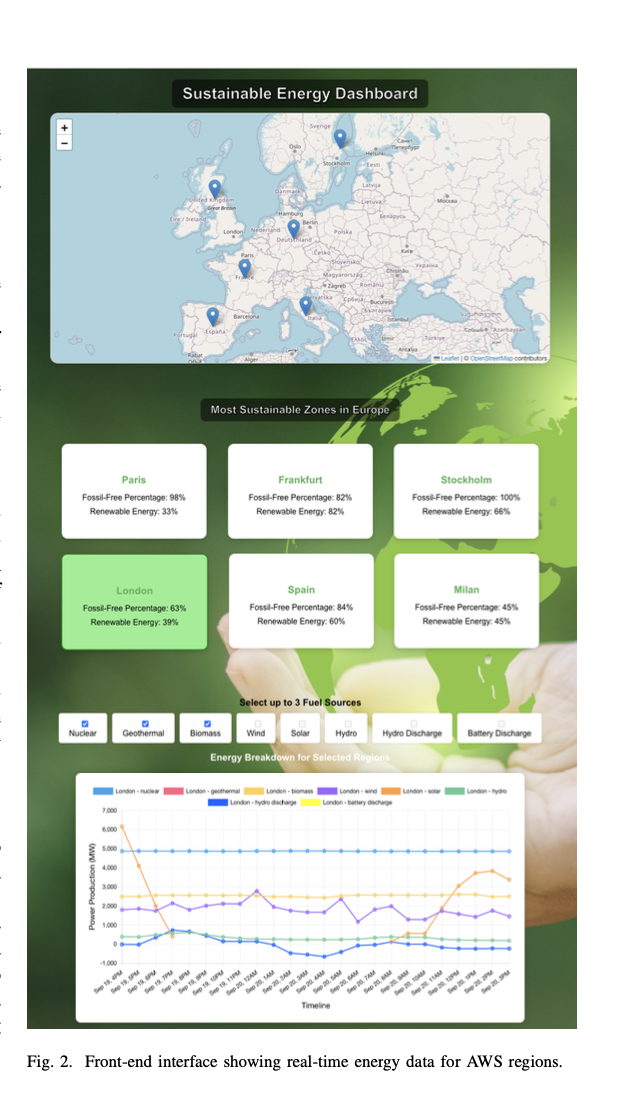 Sustainable Energy Dashboard
+
−
Sverige
Oslo
Stockholm
Helsinki
Санкт-Петербург
Eesti
Latvija
Lietuva
Москва
United Kingdom
Great Britain
Éire / Ireland
London
Danmark
Hamburg
Nederland
Berlin
Deutschland
Polska
Беларусь
Київ
Україна
Paris
France
Česko
Slovensko
Magyarország
Chișinău
România
Zagreb
Hrvatska
București
Barcelona
Italia
България
Portugal
España
İstanbul
Türkiye
Ελλάς
İzmir
Antalya
Azərbaycan
Rabat
Alger
Leaflet | © OpenStreetMap contributors
Most Sustainable Zones in Europe
Paris
Fossil-Free Percentage: 98%
Renewable Energy: 33%
Frankfurt
Fossil-Free Percentage: 82%
Renewable Energy: 82%
Stockholm
Fossil-Free Percentage: 100%
Renewable Energy: 66%
London
Fossil-Free Percentage: 63%
Renewable Energy: 39%
Spain
Fossil-Free Percentage: 84%
Renewable Energy: 60%
Milan
Fossil-Free Percentage: 45%
Renewable Energy: 45%
Select up to 3 Fuel Sources
Nuclear
Geothermal
Biomass
Wind
Solar
Hydro
Hydro Discharge
Battery Discharge
Energy Breakdown for Selected Regions
London - nuclear London - geothermal London - biomass London - wind London - solar London - hydro
London - hydro discharge London - battery discharge
Power Production (MW)
7,000
6,000
5,000
4,000
3,000
2,000
1,000
0
-1,000
Sep 19, 4PM
Sep 19, 5PM
Sep 19, 6PM
Sep 19, 7PM
Sep 19, 8PM
Sep 19, 9PM
Sep 19, 10PM
Sep 19, 11PM
Sep 20, 12AM
Sep 20, 1AM
Sep 20, 2AM
Sep 20, 3AM
Sep 20, 4AM
Sep 20, 5AM
Sep 20, 6AM
Sep 20, 7AM
Sep 20, 8AM
Sep 20, 9AM
Sep 20, 10AM
Sep 20, 11AM
Sep 20, 12PM
Sep 20, 1PM
Sep 20, 2PM
Sep 20, 3PM
Timeline
Fig. 2. Front-end interface showing real-time energy data for AWS regions.